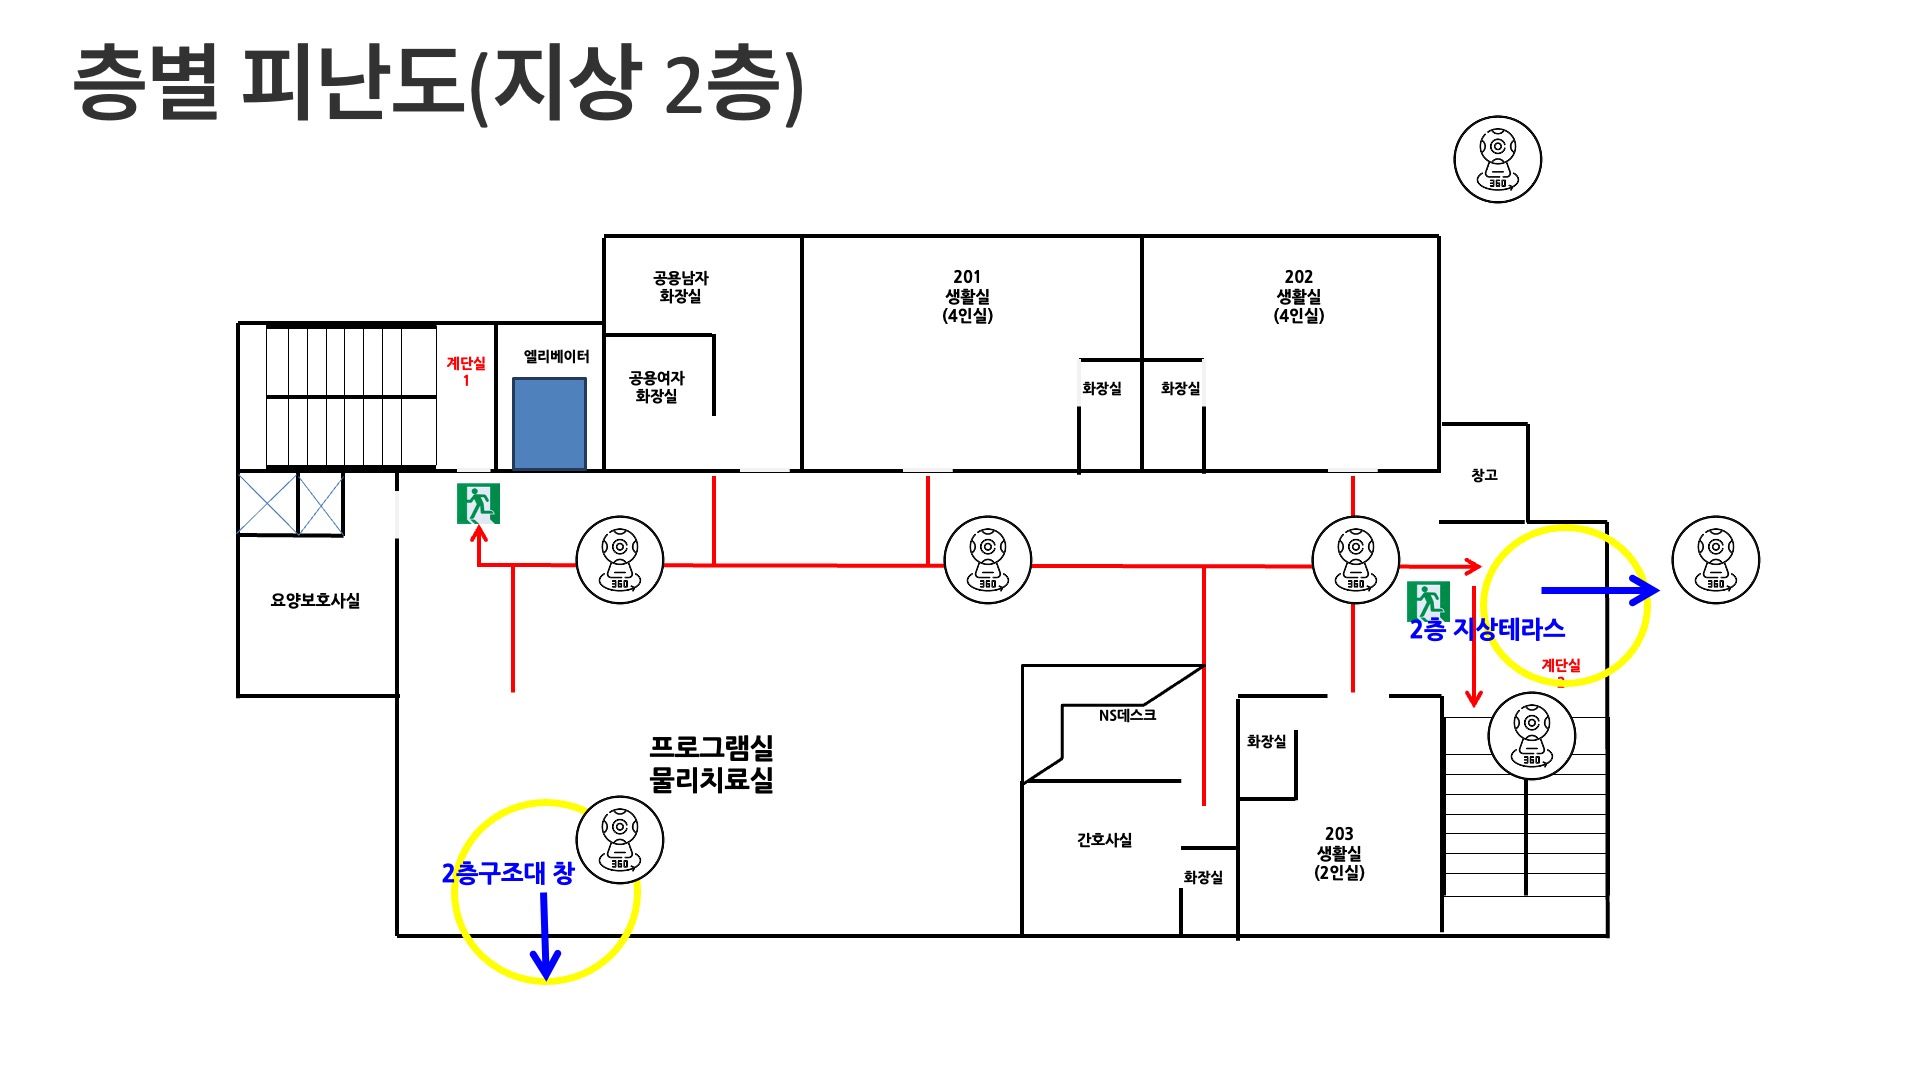 층별 피난도(지상 2층)
360
공용남자
화장실
201
생활실
(4인실)
202
생활실
(4인실)
계단실
1
엘리베이터
공용여자
화장실
화장실
화장실
창고
360
360
360
360
요양보호사실
2층 지상테라스
계단실
2
NS데스크
360
프로그램실
물리치료실
화장실
360
2층구조대 창
간호사실
203
생활실
(2인실)
화장실